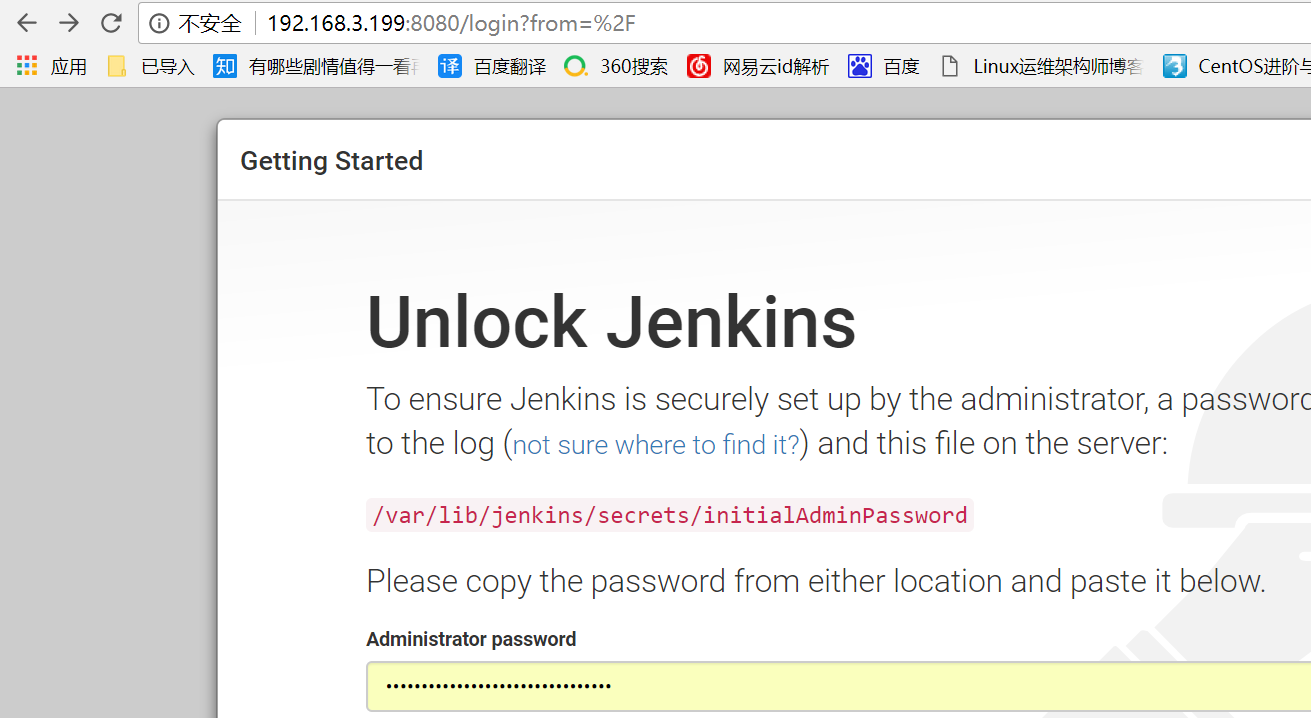 不安全 192.168.3.199:8080/login?from=%2F
应用 已导入 知 有哪些剧情值得一看 译 百度翻译 360搜索 网易云id解析 百度 Linux运维架构师博客 CentOS进阶与
Getting Started
Unlock Jenkins
To ensure Jenkins is securely set up by the administrator, a password
to the log (not sure where to find it?) and this file on the server:
/var/lib/jenkins/secrets/initialAdminPassword
Please copy the password from either location and paste it below.
Administrator password